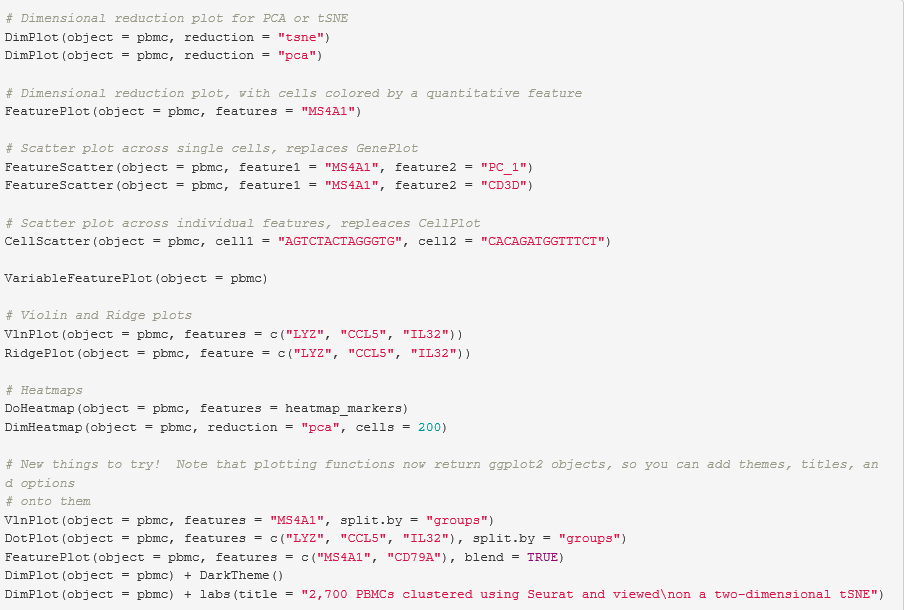 # Dimensional reduction plot for PCA or tSNE
DimPlot(object = pbmc, reduction = "tsne")
DimPlot(object = pbmc, reduction = "pca")
# Dimensional reduction plot, with cells colored by a quantitative feature
FeaturePlot(object = pbmc, features = "MS4A1")
# Scatter plot across single cells, replaces GenePlot
FeatureScatter(object = pbmc, feature1 = "MS4A1", feature2 = "PC_1")
FeatureScatter(object = pbmc, feature1 = "MS4A1", feature2 = "CD3D")
# Scatter plot across individual features, repleaces CellPlot
CellScatter(object = pbmc, cell1 = "AGTCTACTAGGGTG", cell2 = "CACAGATGGTTTCT")
VariableFeaturePlot(object = pbmc)
# Violin and Ridge plots
VlnPlot(object = pbmc, features = c("LYZ", "CCL5", "IL32"))
RidgePlot(object = pbmc, feature = c("LYZ", "CCL5", "IL32"))
# Heatmaps
DoHeatmap(object = pbmc, features = heatmap_markers)
DimHeatmap(object = pbmc, reduction = "pca", cells = 200)
# New things to try!  Note that plotting functions now return ggplot2 objects, so you can add themes, titles, an
d options
# onto them
VlnPlot(object = pbmc, features = "MS4A1", split.by = "groups")
DotPlot(object = pbmc, features = c("LYZ", "CCL5", "IL32"), split.by = "groups")
FeaturePlot(object = pbmc, features = c("MS4A1", "CD79A"), blend = TRUE)
DimPlot(object = pbmc) + DarkTheme()
DimPlot(object = pbmc) + labs(title = "2,700 PBMCs clustered using Seurat and viewed\non a two-dimensional tSNE")